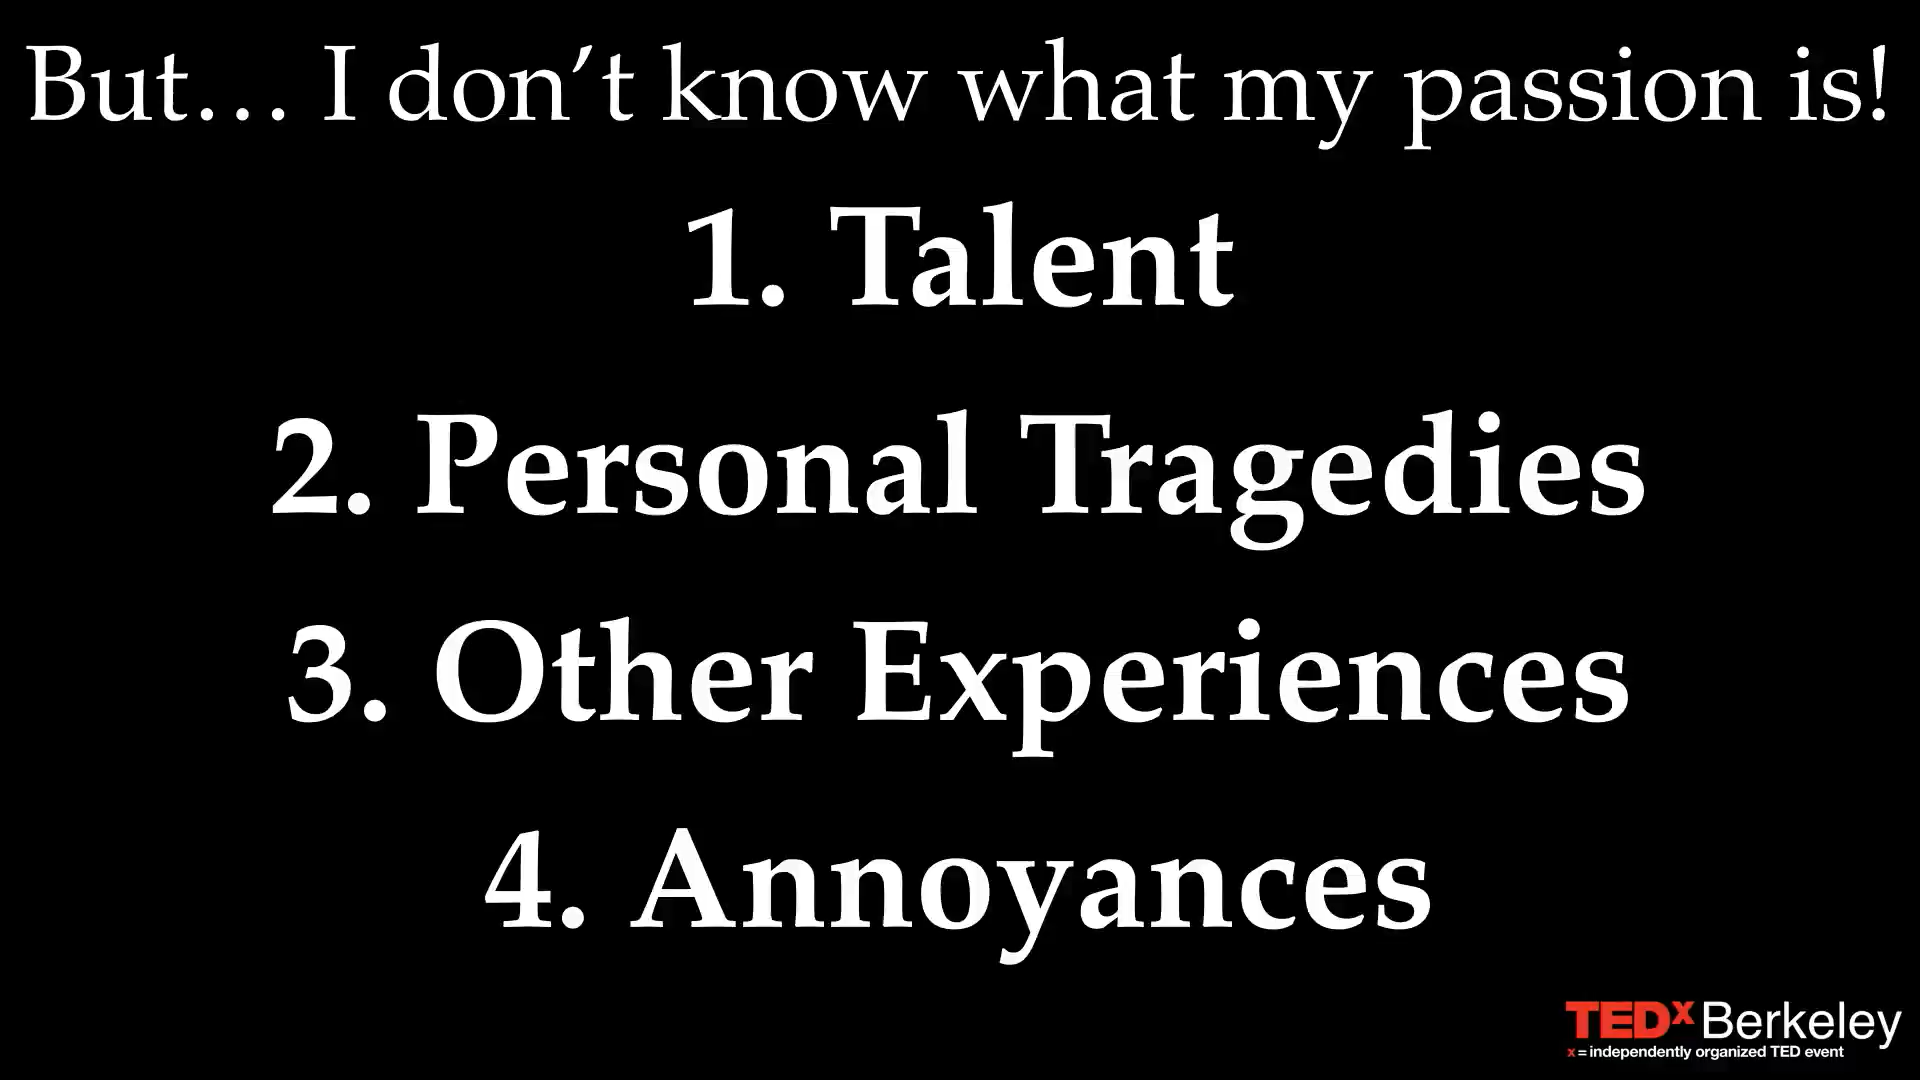 But… I don’t know what my passion is!
1. Talent
2. Personal Tragedies
3. Other Experiences
4. Annoyances
TEDx Berkeley
x = independently organized TED event